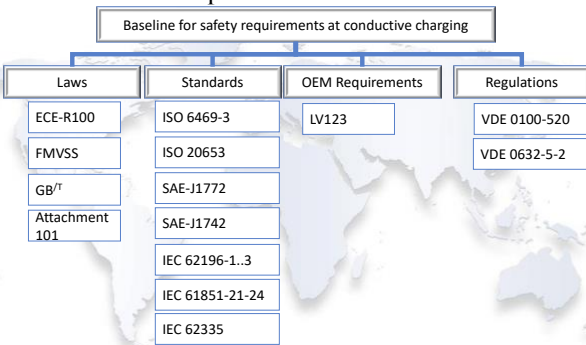 Baseline for safety requirements at conductive charging
Laws
ECE-R100
FMVSS
GB/T
Attachment
101
Standards
ISO 6469-3
ISO 20653
SAE-J1772
SAE-J1742
IEC 62196-1..3
IEC 61851-21-24
IEC 62335
OEM Requirements
LV123
Regulations
VDE 0100-520
VDE 0632-5-2